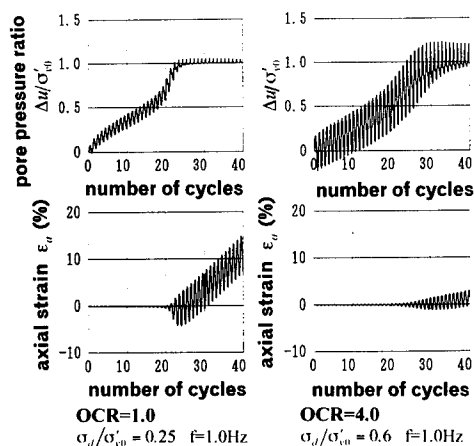 1.5
1.0
0.5
0
pore pressure ratio
Δu/σ'v0
0 10 20 30 40
number of cycles
1.5
1.0
0.5
0
Δu/σ'v0
0 10 20 30 40
number of cycles
20
10
0
-10
axial strain εa (%)
0 10 20 30 40
number of cycles
OCR=1.0
σd/σ'v0 = 0.25 f=1.0Hz
20
10
0
-10
axial strain εa (%)
0 10 20 30 40
number of cycles
OCR=4.0
σd/σ'v0 = 0.6 f=1.0Hz